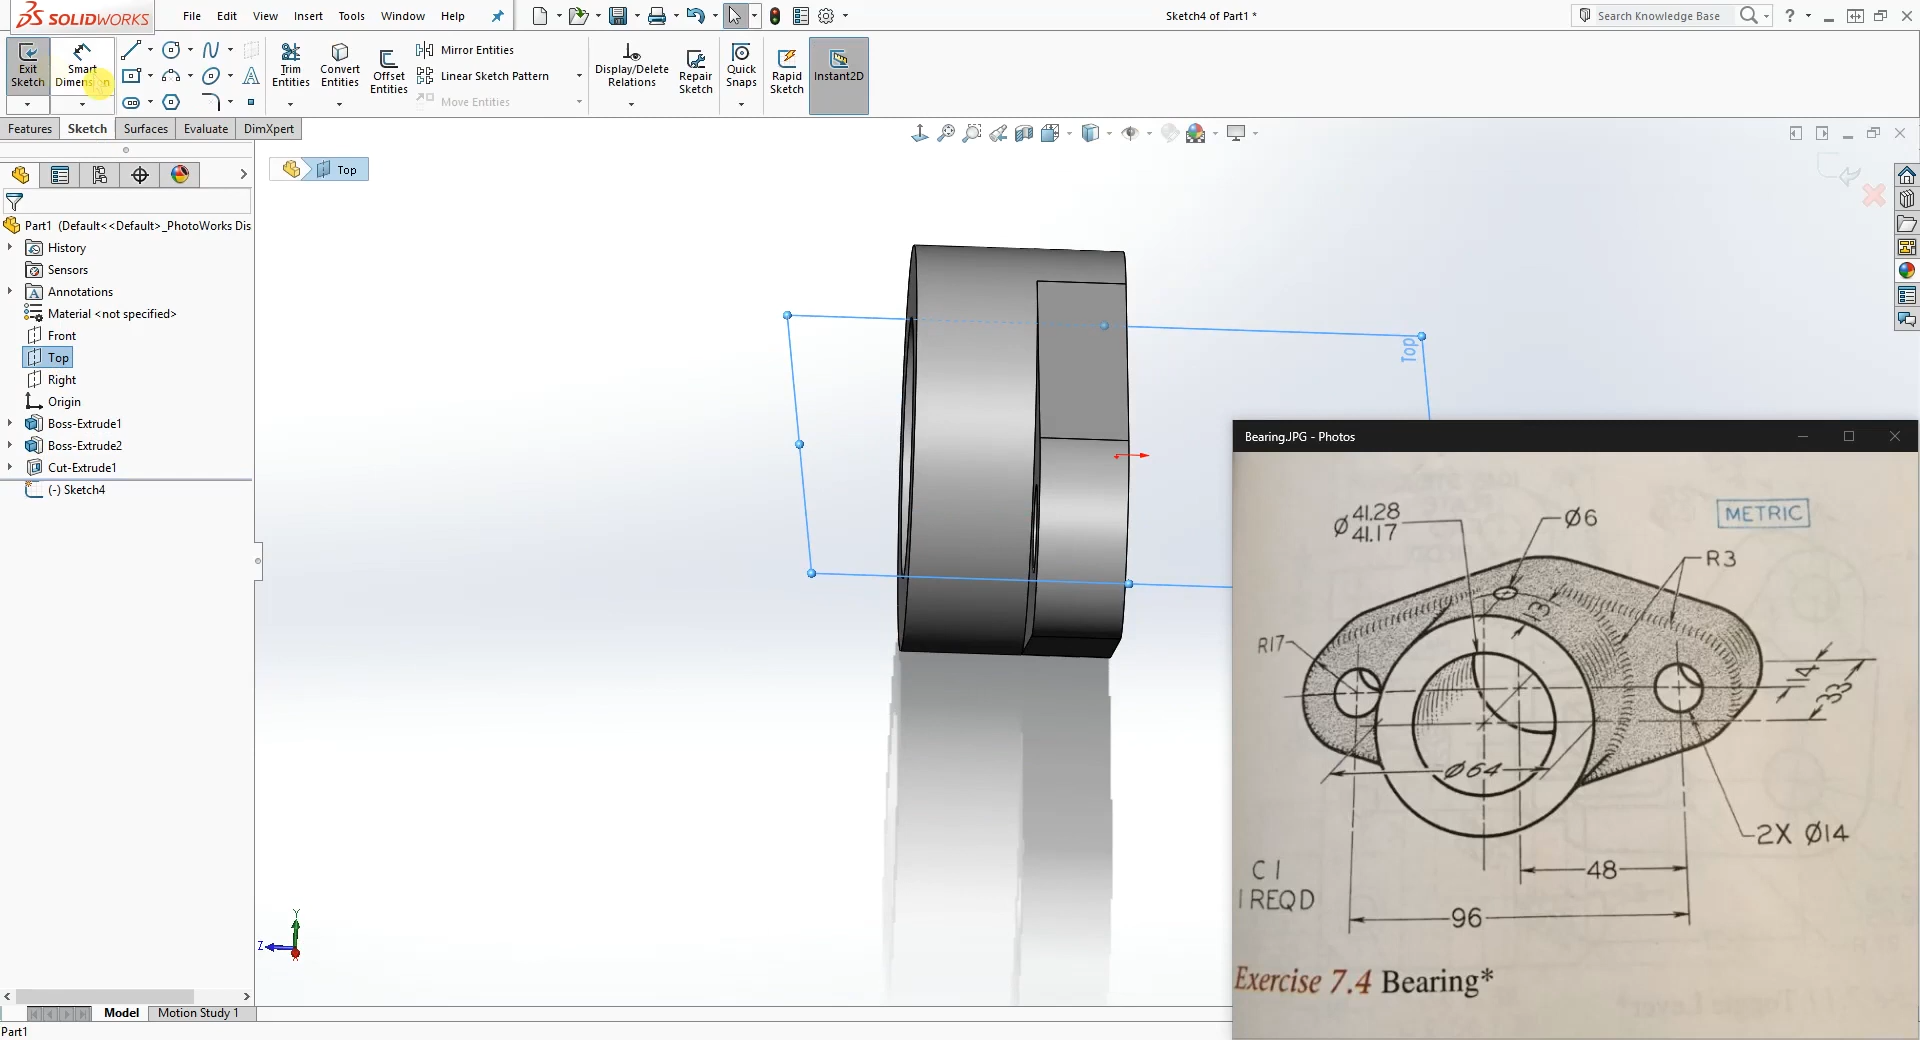 SOLIDWORKS
File Edit View Insert Tools Window Help
Sketch4 of Part1 *
Search Knowledge Base
Exit Sketch
Smart Dimension
Trim Entities
Convert Entities
Offset Entities
Mirror Entities
Linear Sketch Pattern
Move Entities
Display/Delete Relations
Repair Sketch
Quick Snaps
Rapid Sketch
Instant2D
Features Sketch Surfaces Evaluate DimXpert
Top
Part1 (Default<<Default>_PhotoWorks Dis
History
Sensors
Annotations
Material <not specified>
Front
Top
Right
Origin
Boss-Extrude1
Boss-Extrude2
Cut-Extrude1
(-) Sketch4
Top
Y
Z
X
Bearing.JPG - Photos
Ø 41.28
41.17
Ø6
METRIC
R3
13
R17
14
33
Ø64
2X Ø14
48
C I
1 REQD
96
Exercise 7.4 Bearing*
Model Motion Study 1
Part1